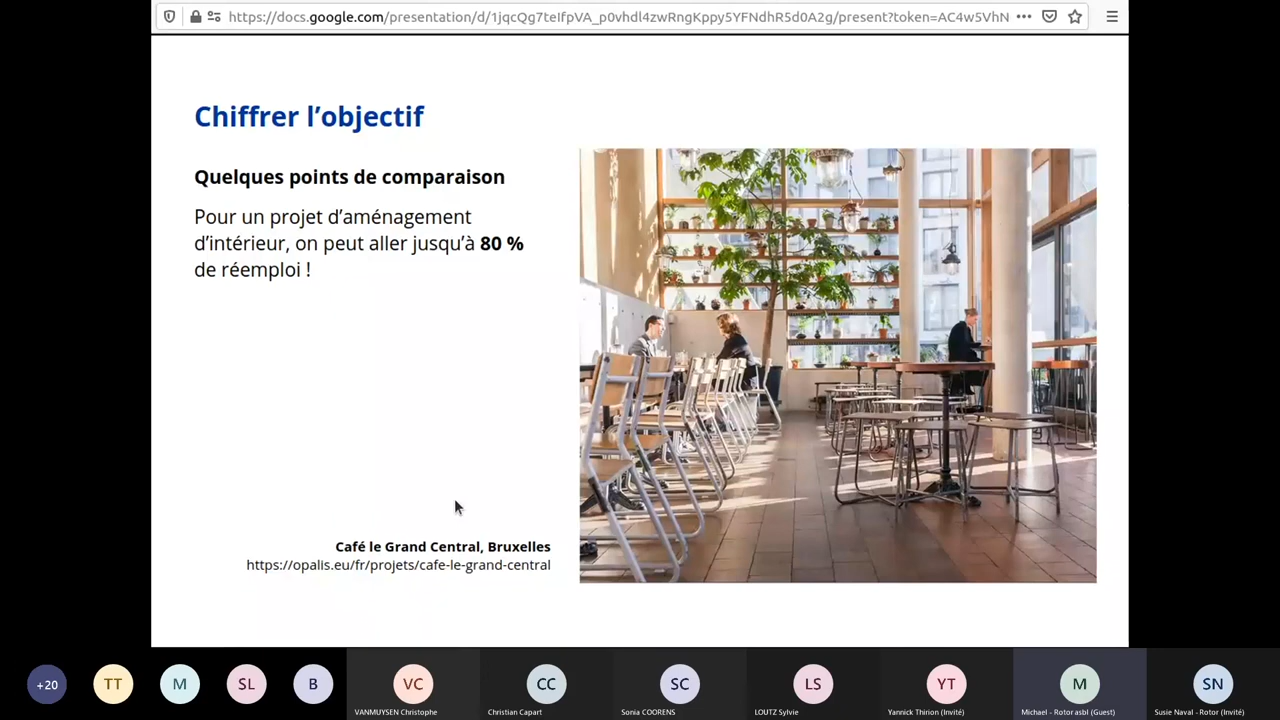 https://docs.google.com/presentation/d/1jqcQg7teIfpVA_p0vhdl4zwRngKppy5YFNdhR5d0A2g/present?token=AC4w5VhN
Chiffrer l’objectif
Quelques points de comparaison
Pour un projet d’aménagement
d’intérieur, on peut aller jusqu’à 80 %
de réemploi !
Café le Grand Central, Bruxelles
https://opalis.eu/fr/projets/cafe-le-grand-central
+20 TT M SL B VC CC SC LS YT M SN
VANMUYSEN Christophe Christian Capart Sonia COORENS LOUTZ Sylvie Yannick Thirion (Invité) Michael - Rotor asbl (Guest) Susie Naval - Rotor (Invité)